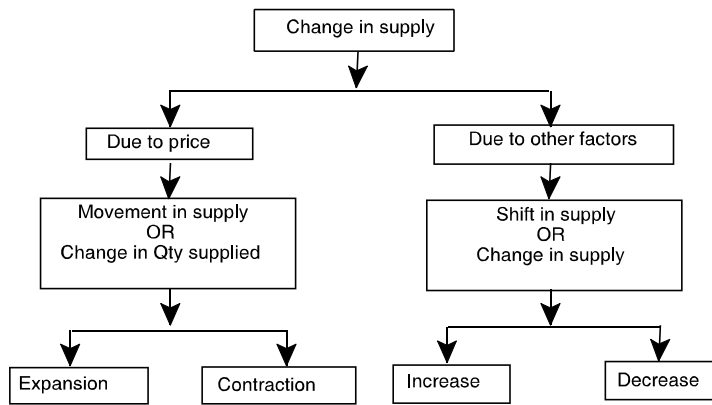 Change in supply
Due to price
Due to other factors
Movement in supply
OR
Change in Qty supplied
Shift in supply
OR
Change in supply
Expansion
Contraction
Increase
Decrease